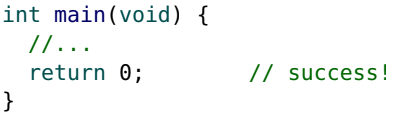 int main(void) {
  //...
  return 0;        // success!
}